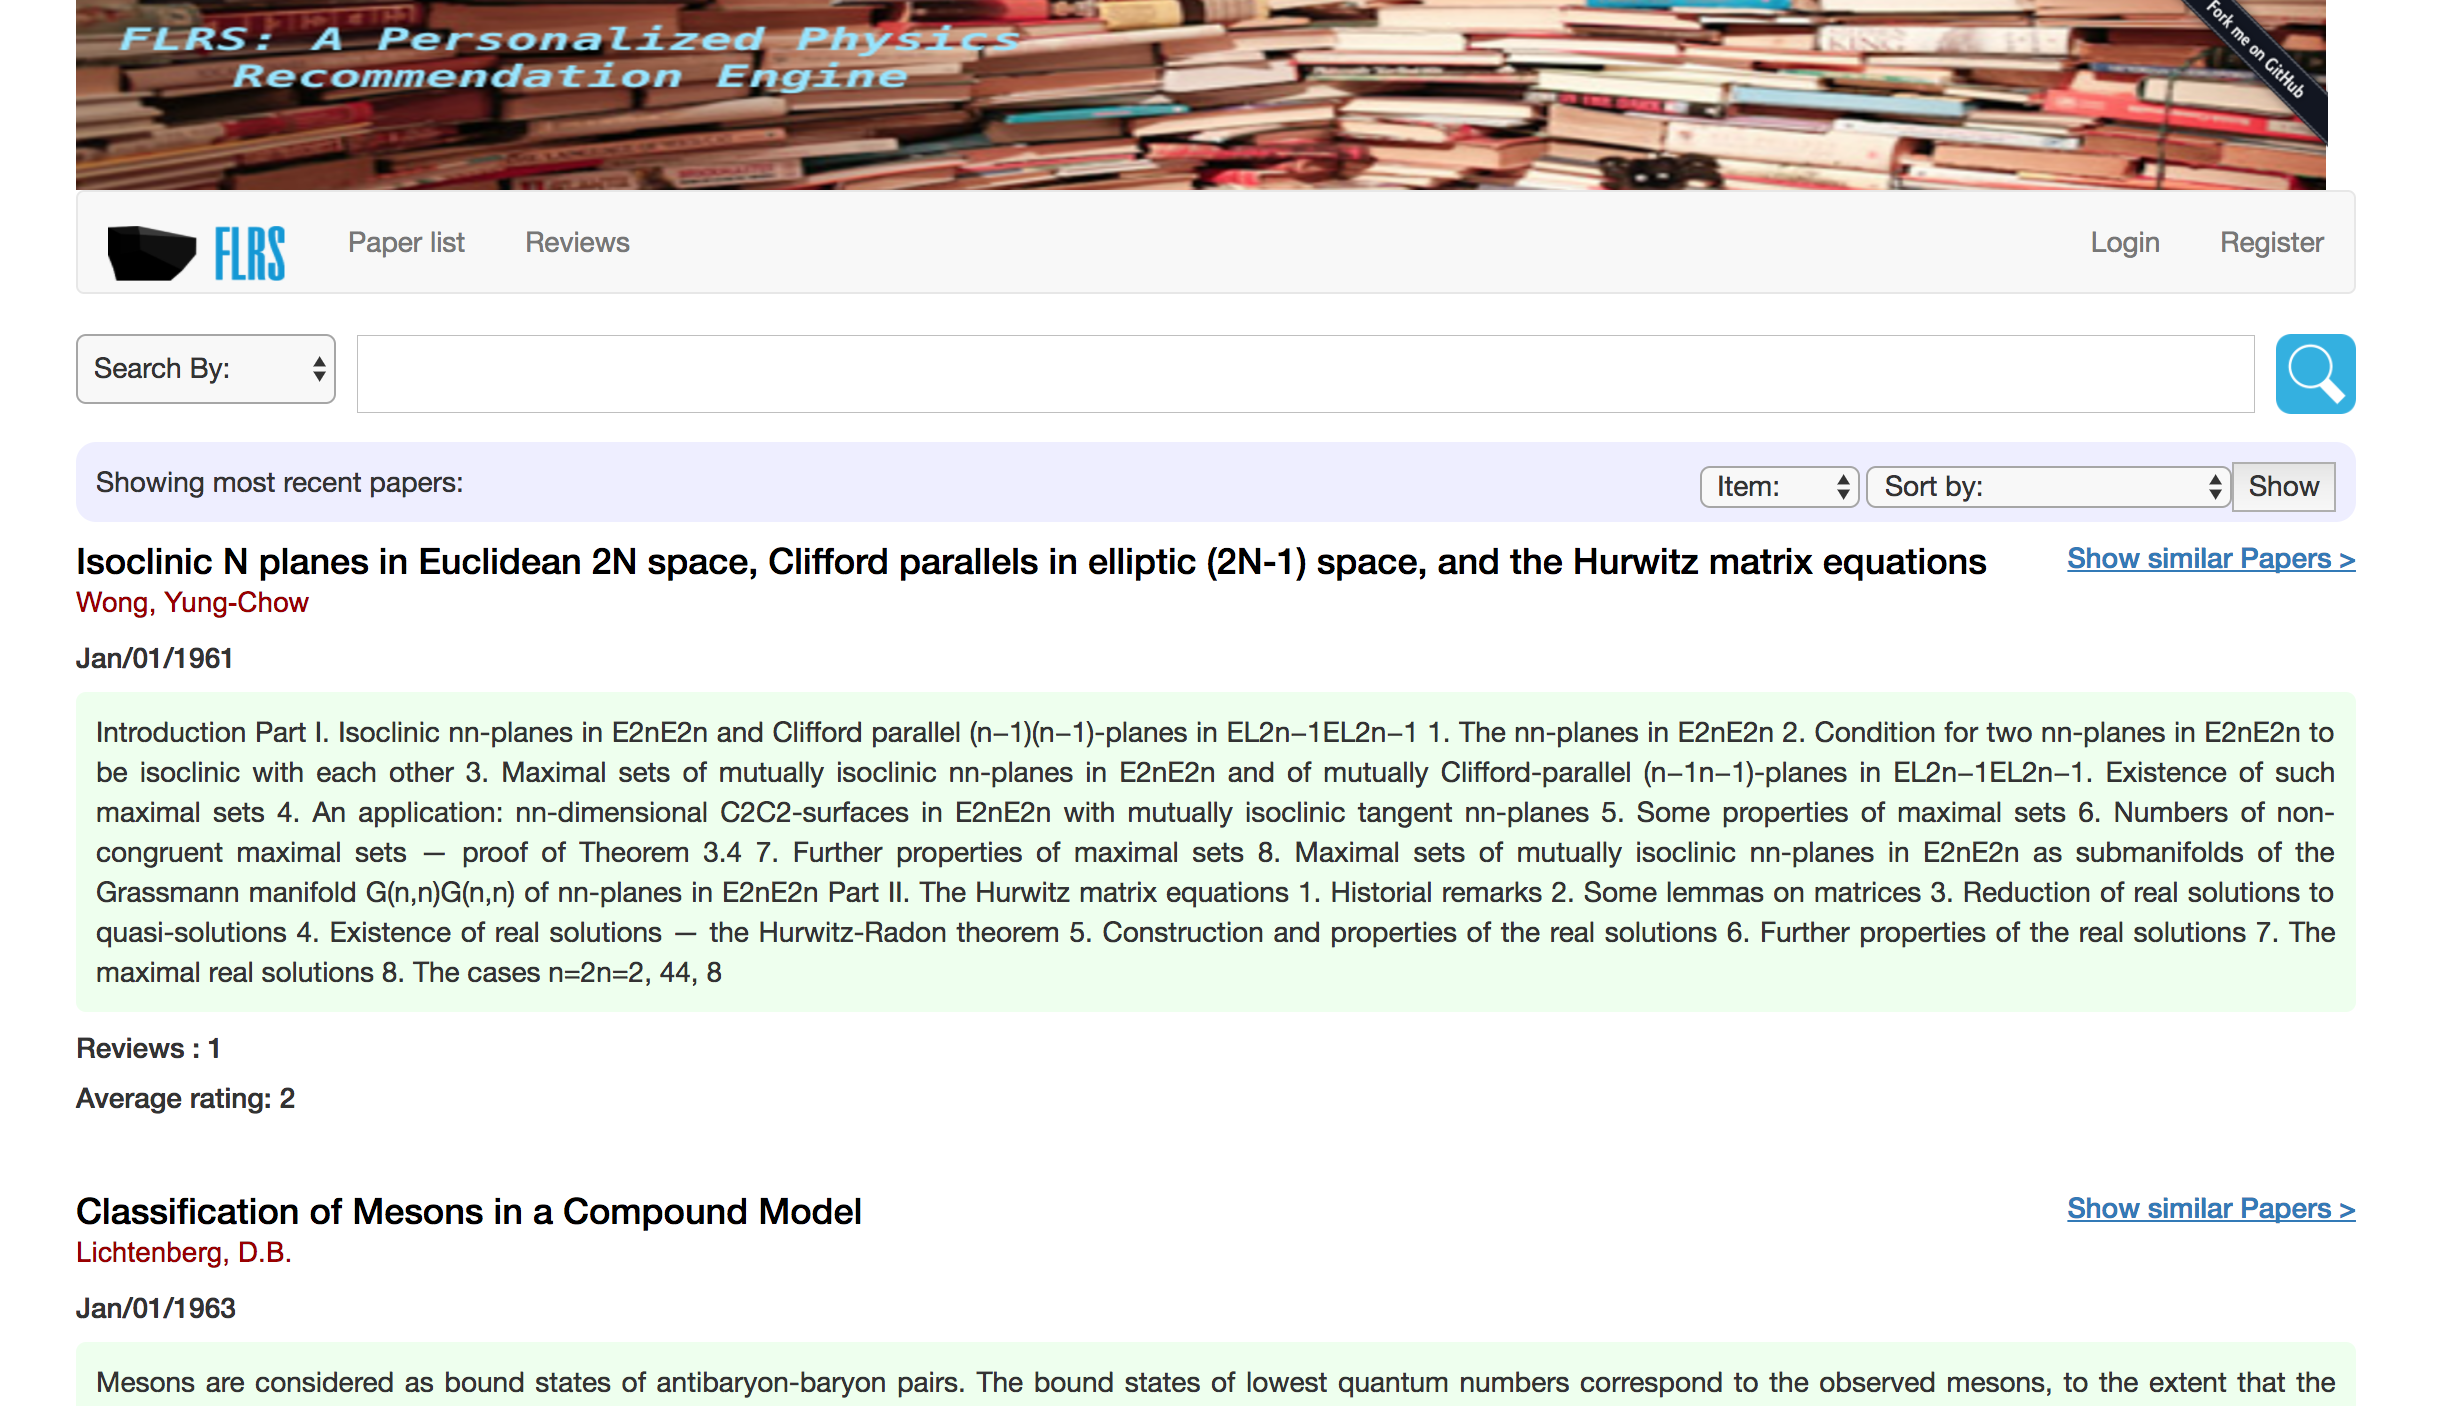 FLRS: A Personalized Physics
Recommendation Engine
Fork me on GitHub
FLRS
Paper list
Reviews
Login
Register
Search By:
Showing most recent papers:
Item:
Sort by:
Show
Isoclinic N planes in Euclidean 2N space, Clifford parallels in elliptic (2N-1) space, and the Hurwitz matrix equations
Show similar Papers >
Wong, Yung-Chow
Jan/01/1961
Introduction Part I. Isoclinic nn-planes in E2nE2n and Clifford parallel (n−1)(n−1)-planes in EL2n−1EL2n−1 1. The nn-planes in E2nE2n 2. Condition for two nn-planes in E2nE2n to
be isoclinic with each other 3. Maximal sets of mutually isoclinic nn-planes in E2nE2n and of mutually Clifford-parallel (n−1n−1)-planes in EL2n−1EL2n−1. Existence of such
maximal sets 4. An application: nn-dimensional C2C2-surfaces in E2nE2n with mutually isoclinic tangent nn-planes 5. Some properties of maximal sets 6. Numbers of non-
congruent maximal sets — proof of Theorem 3.4 7. Further properties of maximal sets 8. Maximal sets of mutually isoclinic nn-planes in E2nE2n as submanifolds of the
Grassmann manifold G(n,n)G(n,n) of nn-planes in E2nE2n Part II. The Hurwitz matrix equations 1. Historial remarks 2. Some lemmas on matrices 3. Reduction of real solutions to
quasi-solutions 4. Existence of real solutions — the Hurwitz-Radon theorem 5. Construction and properties of the real solutions 6. Further properties of the real solutions 7. The
maximal real solutions 8. The cases n=2n=2, 44, 8
Reviews : 1
Average rating: 2
Classification of Mesons in a Compound Model
Show similar Papers >
Lichtenberg, D.B.
Jan/01/1963
Mesons are considered as bound states of antibaryon-baryon pairs. The bound states of lowest quantum numbers correspond to the observed mesons, to the extent that the